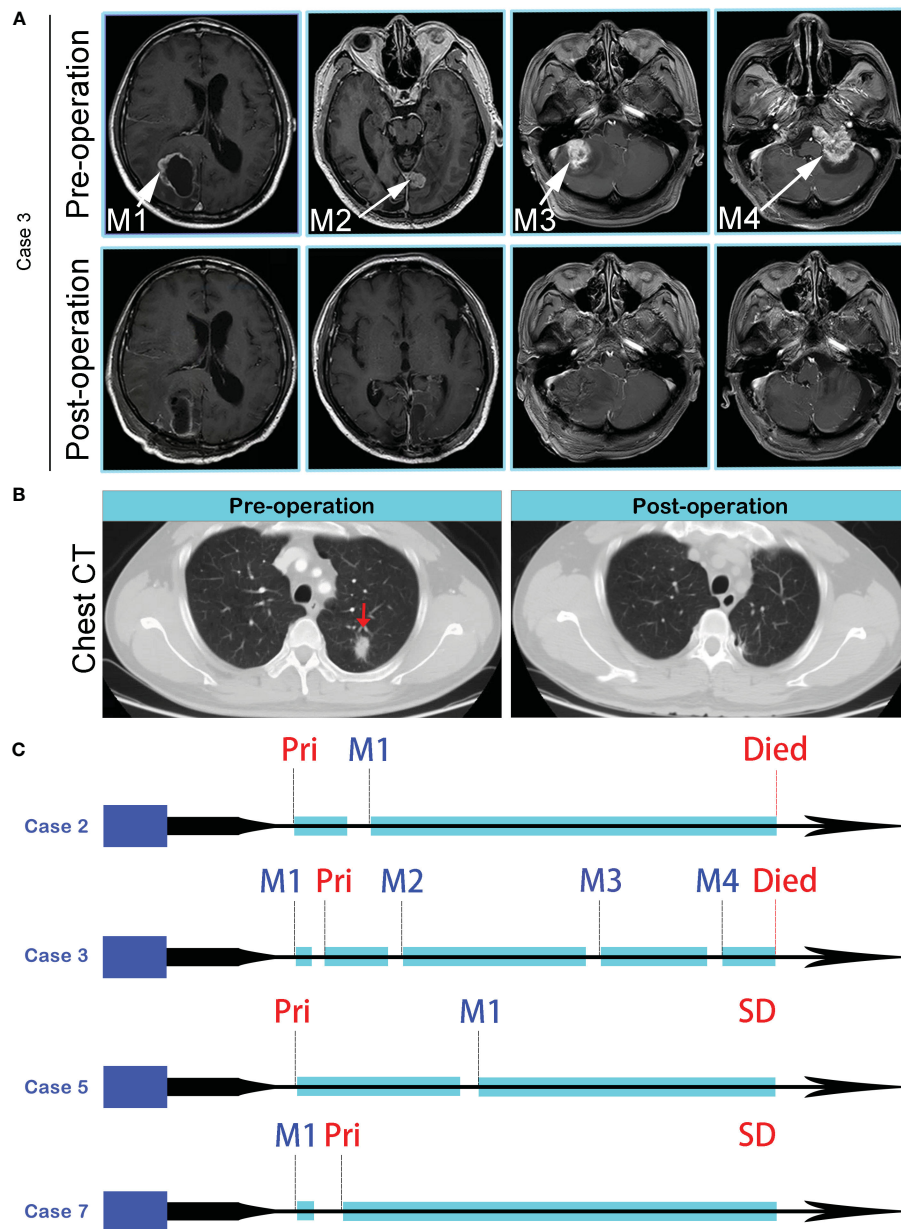 A
Case 3
Pre-operation
M1
M2
M3
M4
Post-operation
B
Pre-operation
Post-operation
Chest CT
C
Pri
M1
Died
Case 2
M1
Pri
M2
M3
M4
Died
Case 3
Pri
M1
SD
Case 5
M1
Pri
SD
Case 7